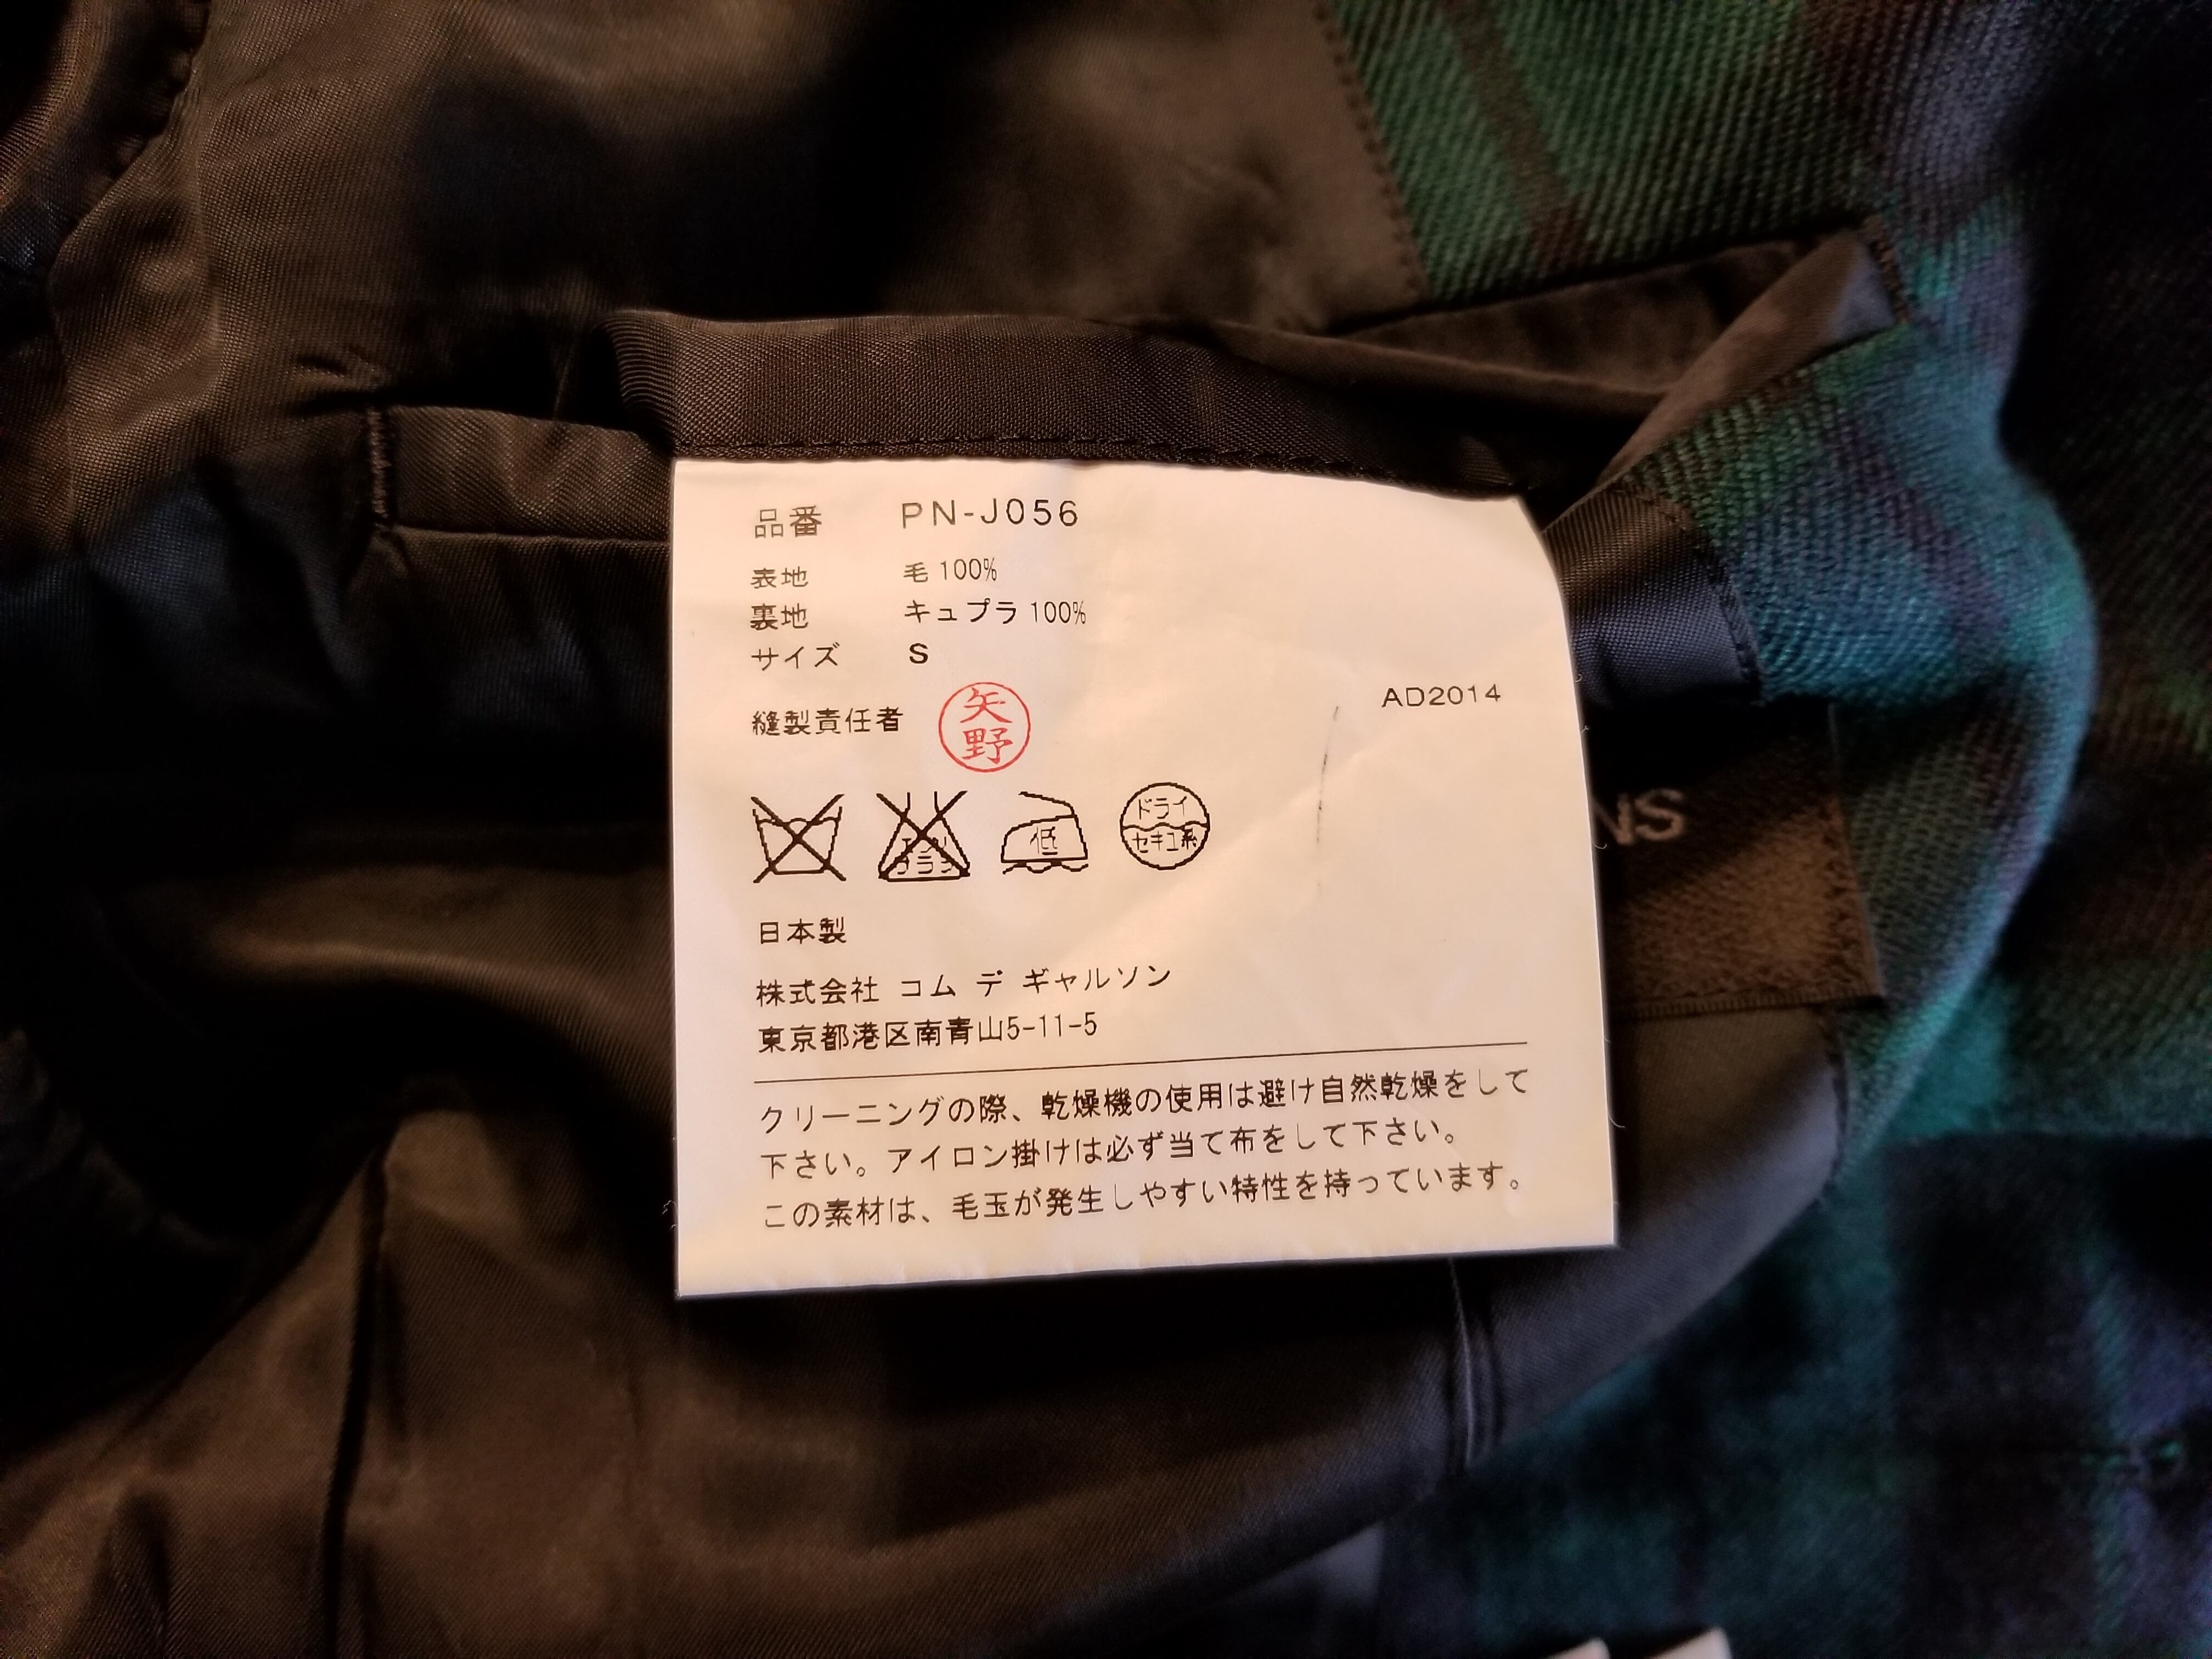 品番 PN-J056
表地 毛 100%
裏地 キュプラ 100%
サイズ S
縫製責任者 矢野
AD2014
低
ドライ
セキユ系
日本製
株式会社 コム デ ギャルソン
東京都港区南青山5-11-5
クリーニングの際、乾燥機の使用は避け自然乾燥をして
下さい。アイロン掛けは必ず当て布をして下さい。
この素材は、毛玉が発生しやすい特性を持っています。
NS